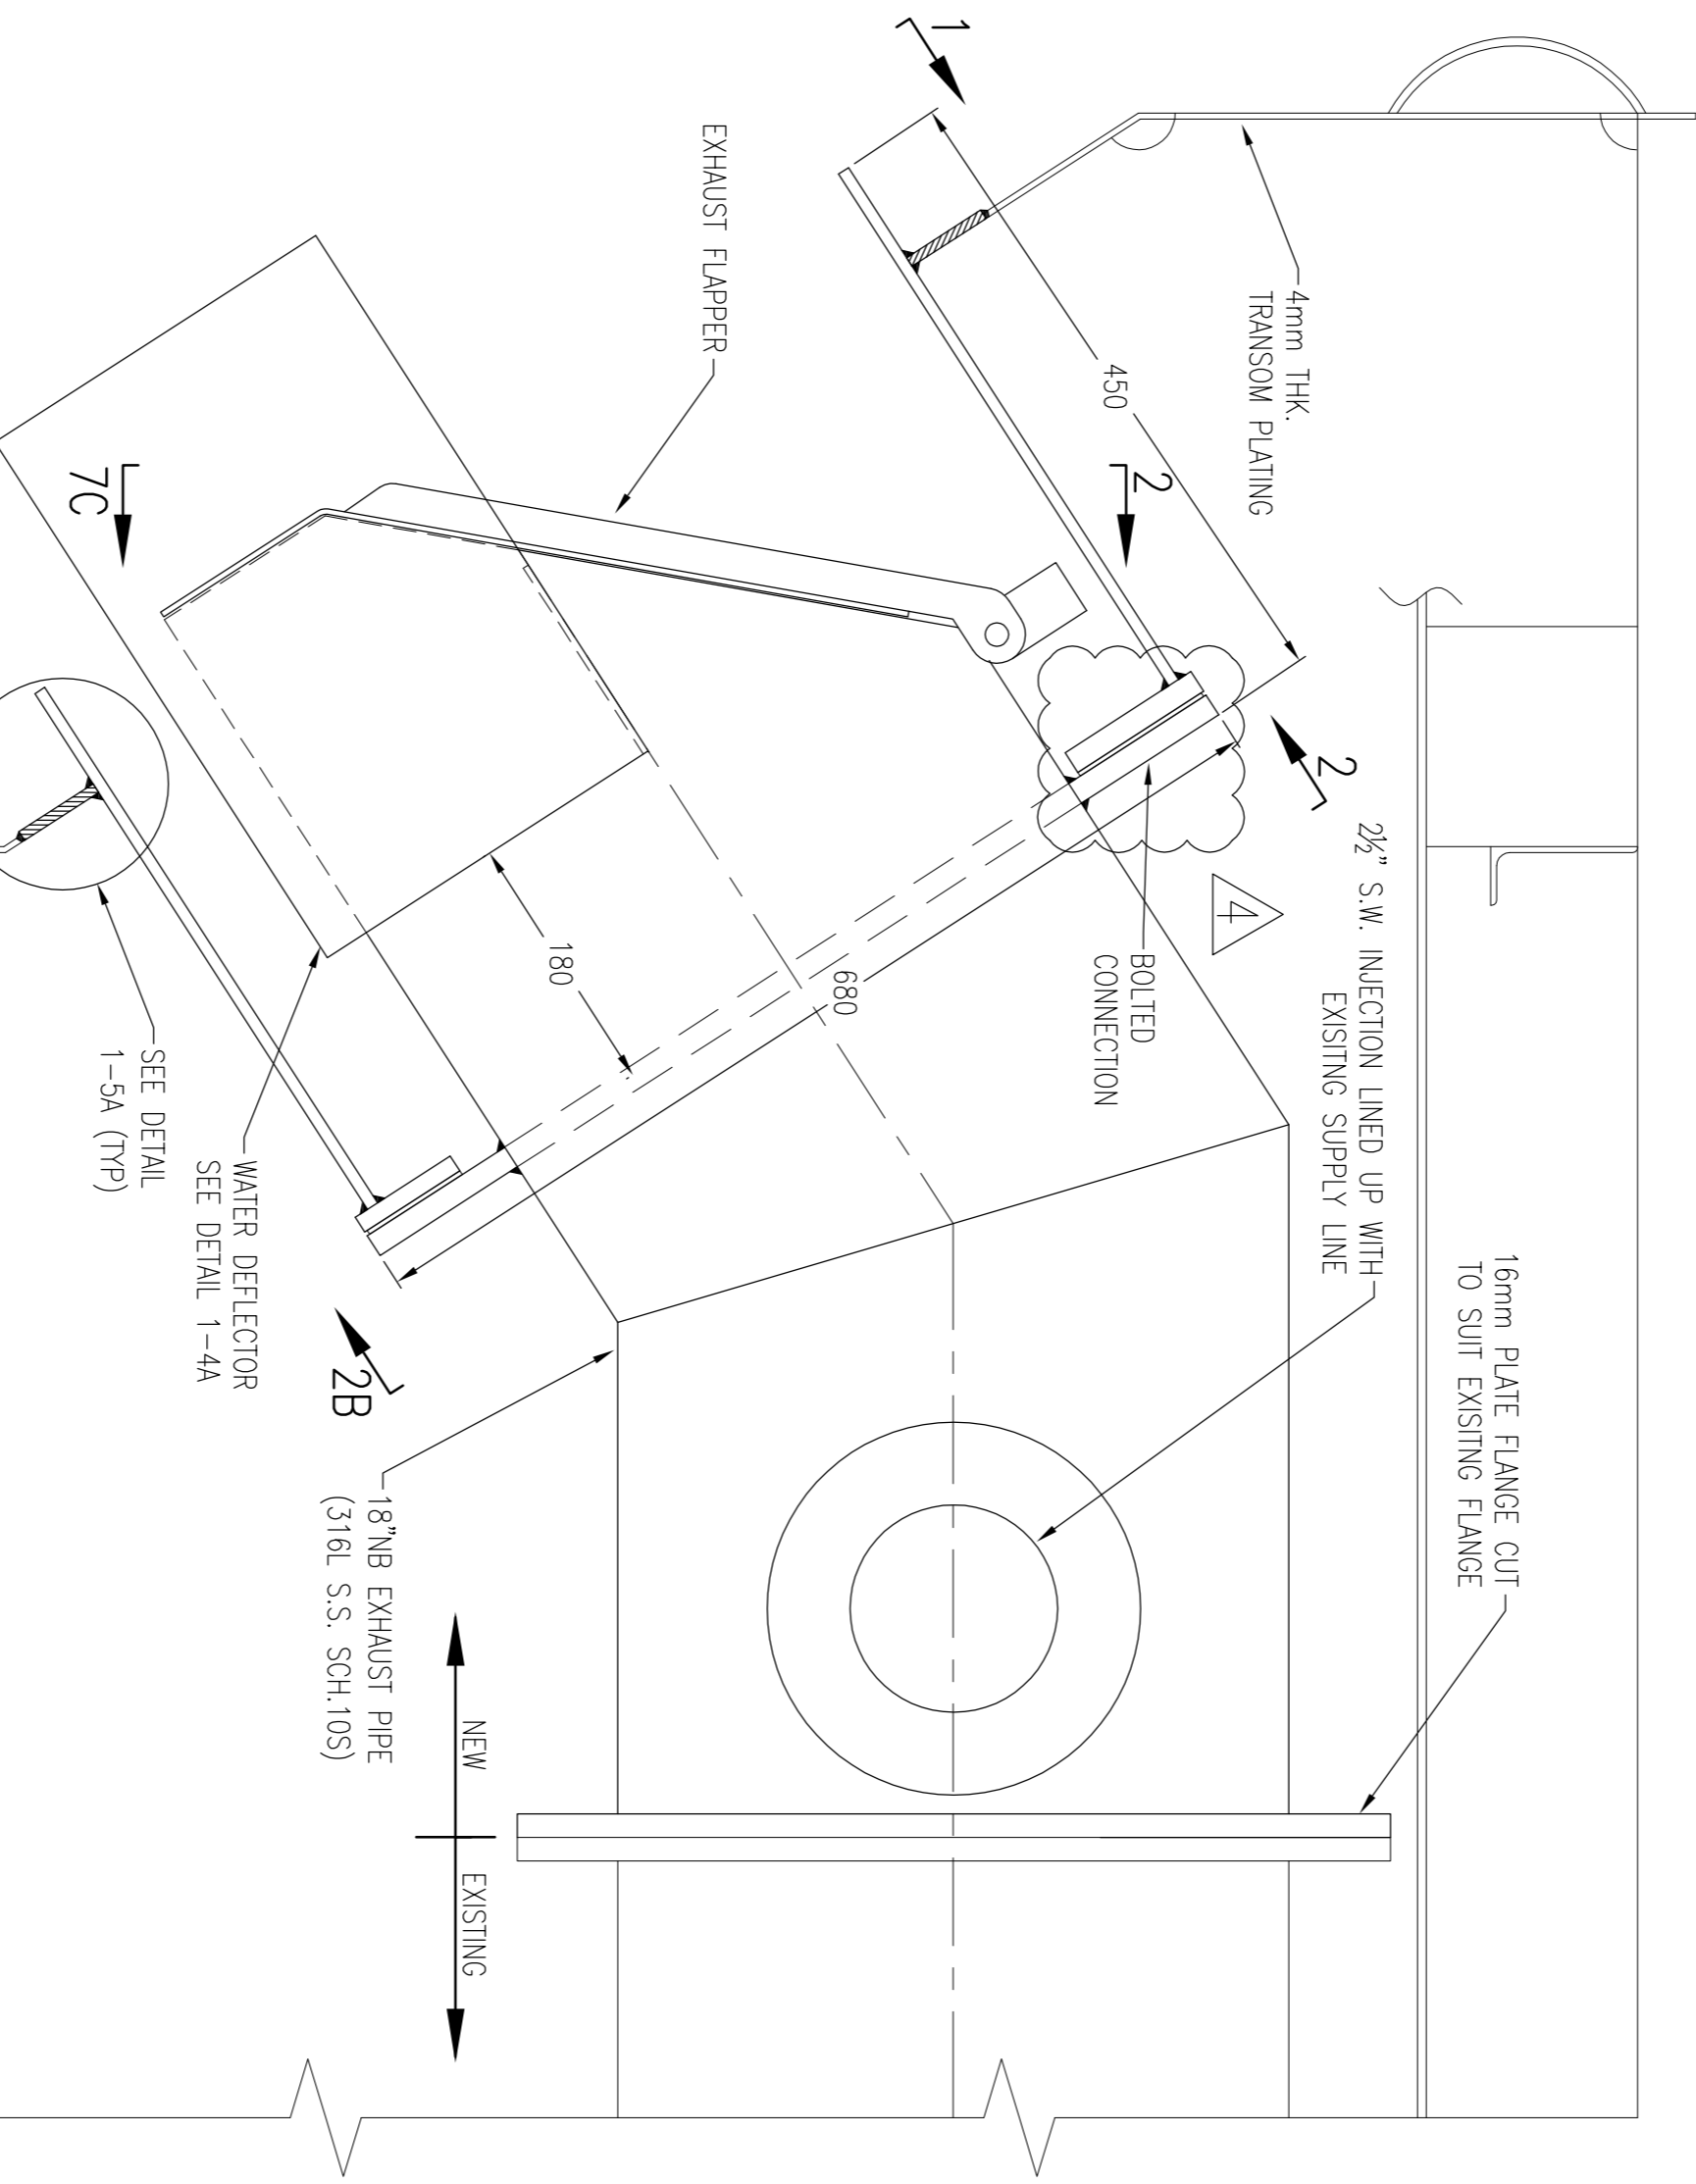 16mm PLATE FLANGE CUT
TO SUIT EXISITNG FLANGE
4mm THK.
TRANSOM PLATING
2½" S.W. INJECTION LINED UP WITH
EXISITING SUPPLY LINE
1
2
2
450
4
BOLTED
CONNECTION
EXHAUST FLAPPER
680
180
7C
SEE DETAIL
1-5A (TYP)
WATER DEFLECTOR
SEE DETAIL 1-4A
2B
18"NB EXHAUST PIPE
(316L S.S. SCH.10S)
NEW
EXISTING